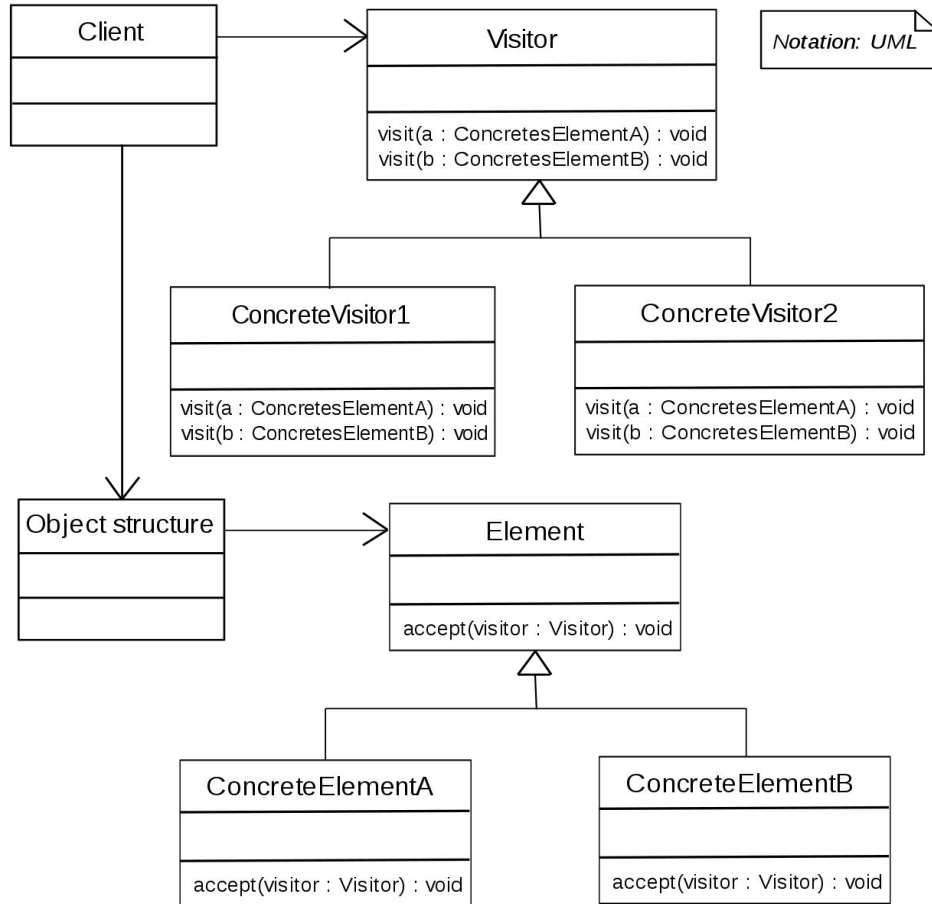 Client
Visitor
Notation: UML
visit(a : ConcretesElementA) : void
visit(b : ConcretesElementB) : void
ConcreteVisitor1
visit(a : ConcretesElementA) : void
visit(b : ConcretesElementB) : void
ConcreteVisitor2
visit(a : ConcretesElementA) : void
visit(b : ConcretesElementB) : void
Object structure
Element
accept(visitor : Visitor) : void
ConcreteElementA
accept(visitor : Visitor) : void
ConcreteElementB
accept(visitor : Visitor) : void